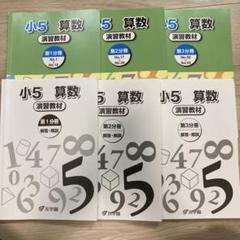 小5 算数
演習教材
第1分冊
小5 算数
演習教材
第2分冊
小5 算数
演習教材
第3分冊
小5 算数
演習教材
第1分冊
解答・解説
小5 算数
演習教材
第2分冊
解答・解説
小5 算数
演習教材
第3分冊
解答・解説